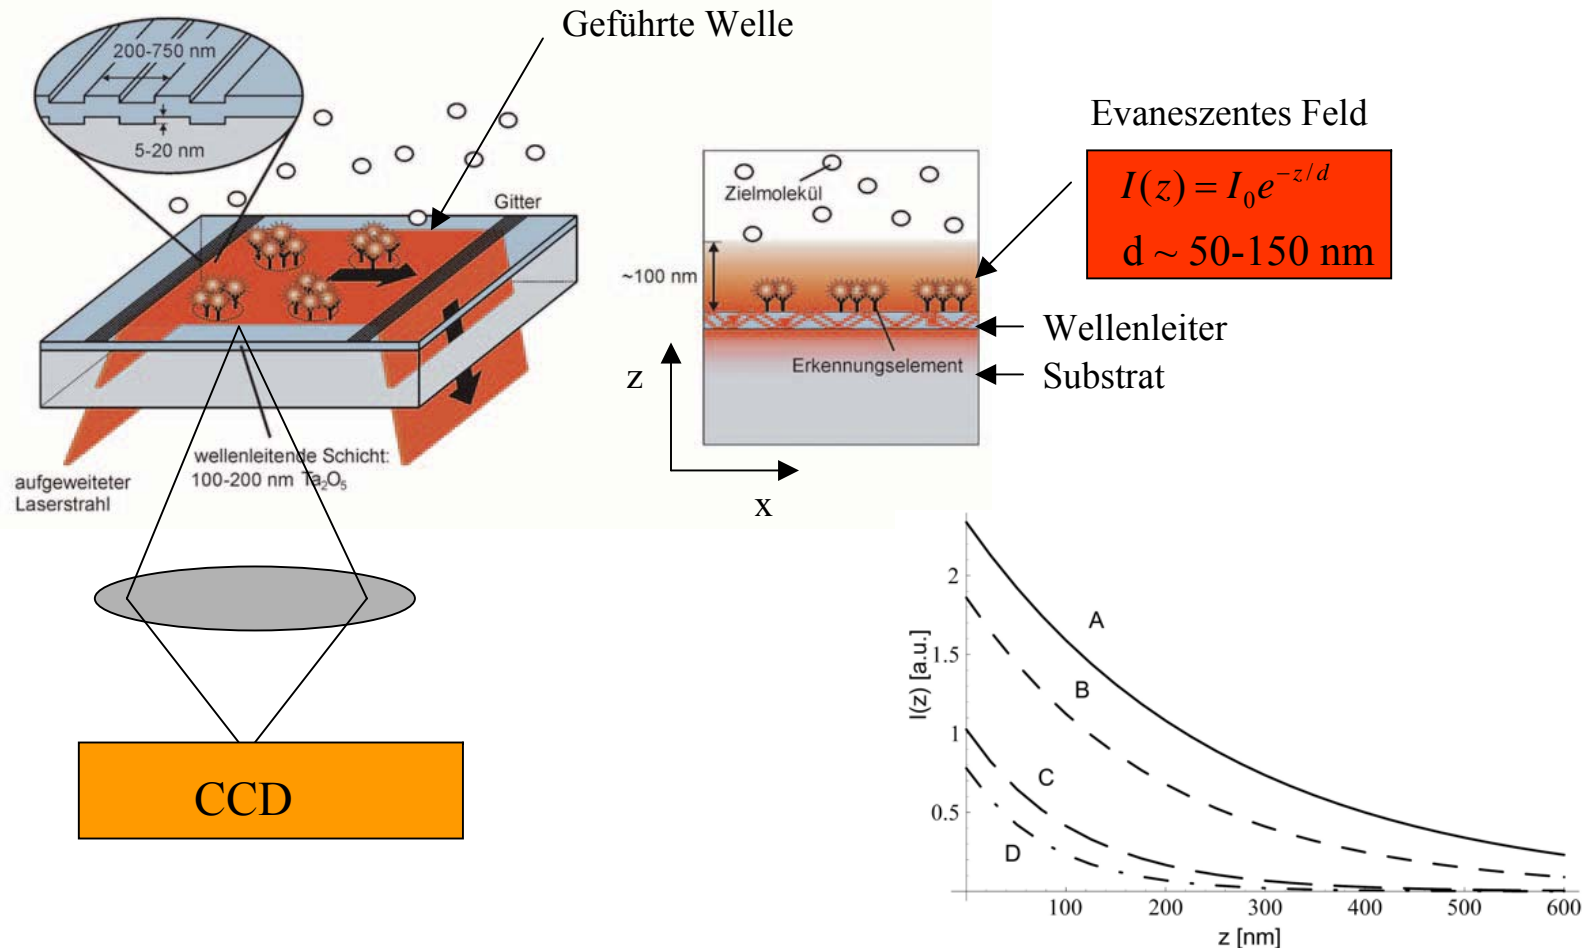 Geführte Welle
200-750 nm
5-20 nm
Gitter
wellenleitende Schicht:
100-200 nm Ta₂O₅
aufgeweiteter
Laserstrahl
CCD
Zielmolekül
~100 nm
Erkennungselement
z
x
Evaneszentes Feld
I(z) = I₀e^(-z/d)
d ~ 50-150 nm
Wellenleiter
Substrat
I(z) [a.u.]
2
1.5
1
0.5
A
B
C
D
100 200 300 400 500 600
z [nm]